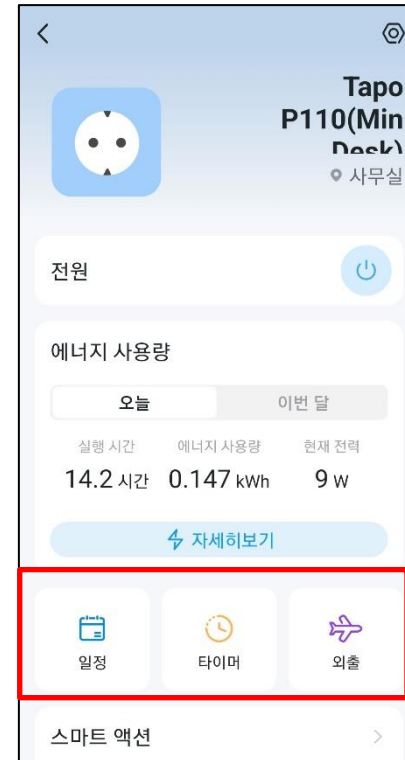 Tapo
P110(Min
Desk)
사무실
전원
에너지 사용량
오늘 이번 달
실행 시간 에너지 사용량 현재 전력
14.2 시간 0.147 kWh 9 w
자세히보기
일정 타이머 외출
스마트 액션